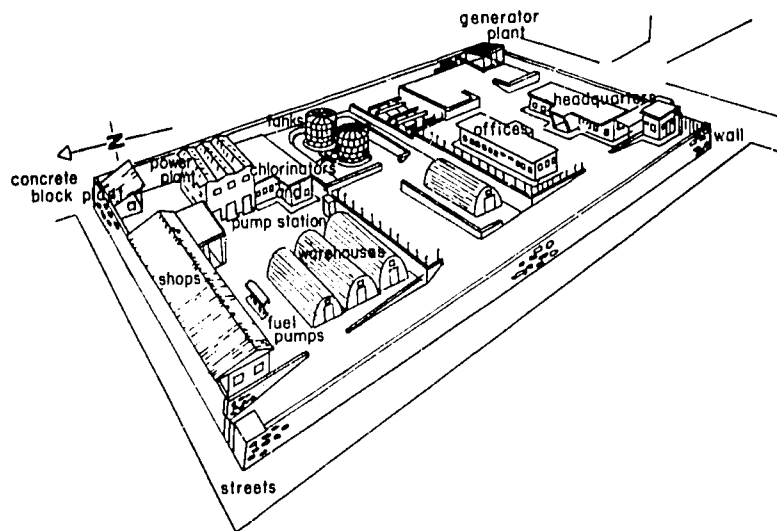 generator
plant
headquarters
tanks
offices
wall
N
power
plant
chlorinators
concrete
block plant
pump station
warehouses
shops
fuel
pumps
streets